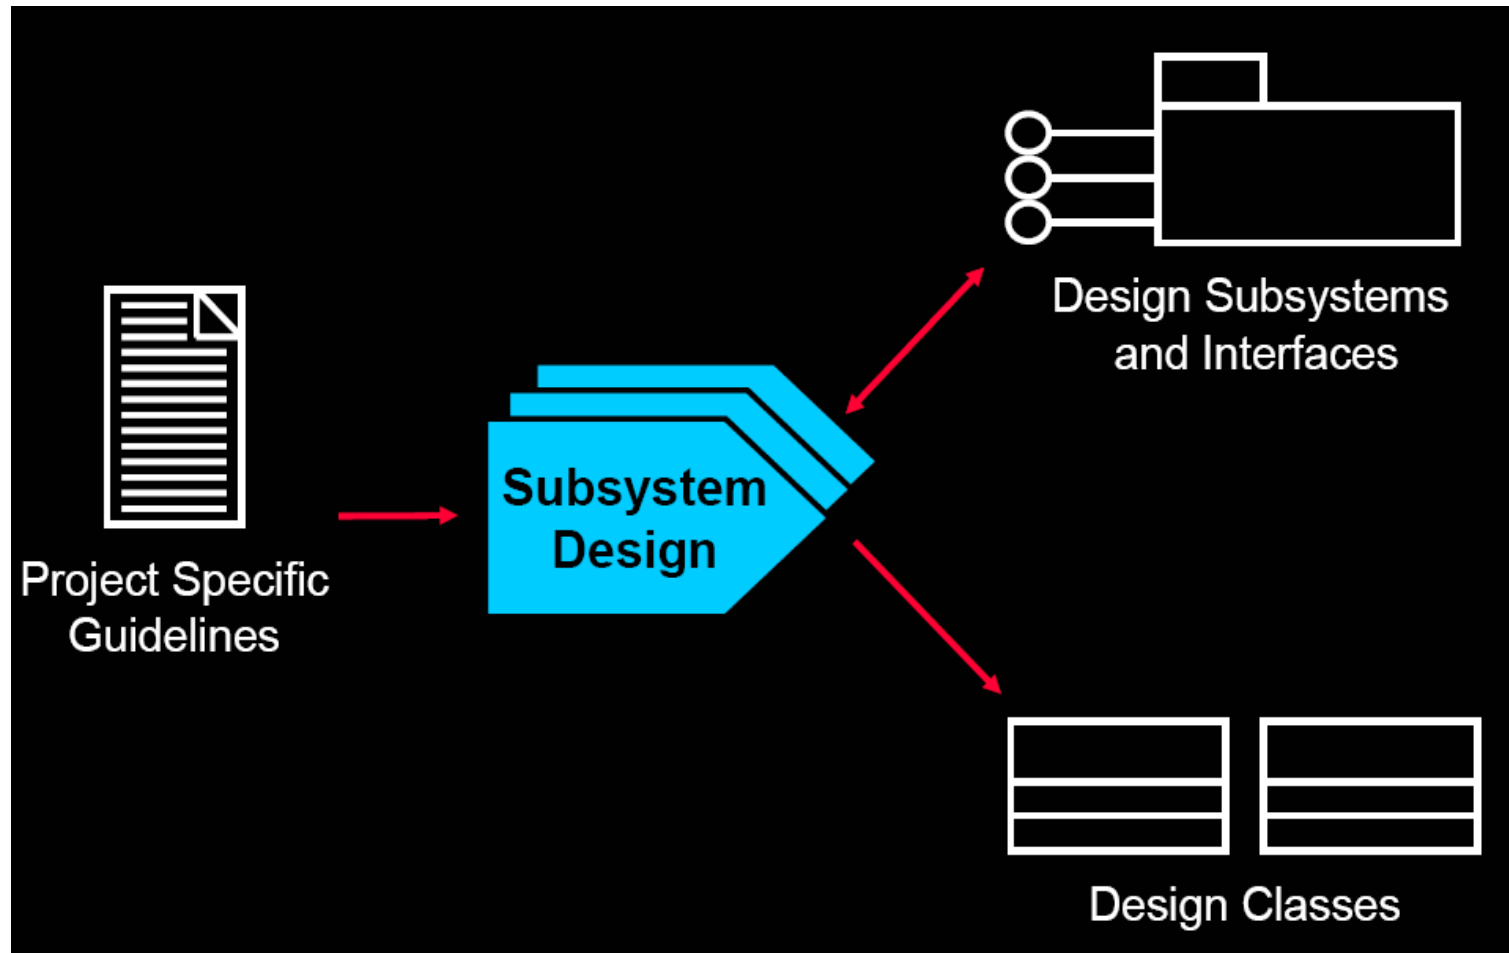 Project Specific
Guidelines
Subsystem
Design
Design Subsystems
and Interfaces
Design Classes